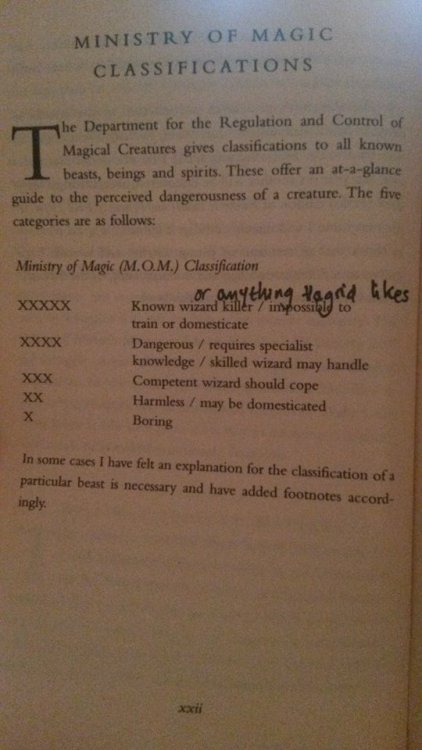 MINISTRY OF MAGIC
CLASSIFICATIONS
The Department for the Regulation and Control of
Magical Creatures gives classifications to all known
beasts, beings and spirits. These offer an at-a-glance
guide to the perceived dangerousness of a creature. The five
categories are as follows:
Ministry of Magic (M.O.M.) Classification
or anything Hagrid likes
XXXXX Known wizard killer / impossible to
train or domesticate
XXXX Dangerous / requires specialist
knowledge / skilled wizard may handle
XXX Competent wizard should cope
XX Harmless / may be domesticated
X Boring
In some cases I have felt an explanation for the classification of a
particular beast is necessary and have added footnotes accord-
ingly.
xxii